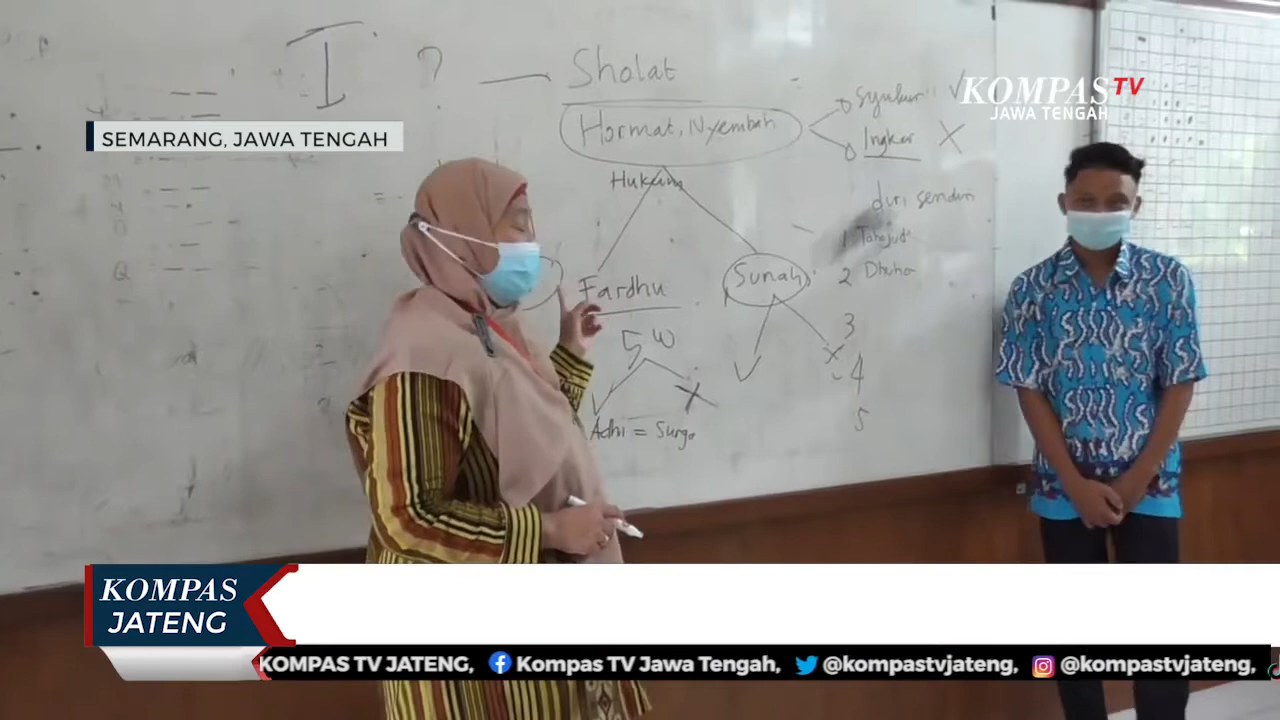 I ? — Sholat
KOMPAS TV
JAWA TENGAH
SEMARANG, JAWA TENGAH
Hormat, Nyembah
Syukur
Ingkar X
Hukum
diri sendiri
1 Tahajud
2 Dhuha
Fardhu
Sunah
3
5 W
X
X
4
5
Adhi = Surga
Q
KOMPAS
JATENG
KOMPAS TV JATENG, Kompas TV Jawa Tengah, @kompastvjateng, @kompastvjateng,